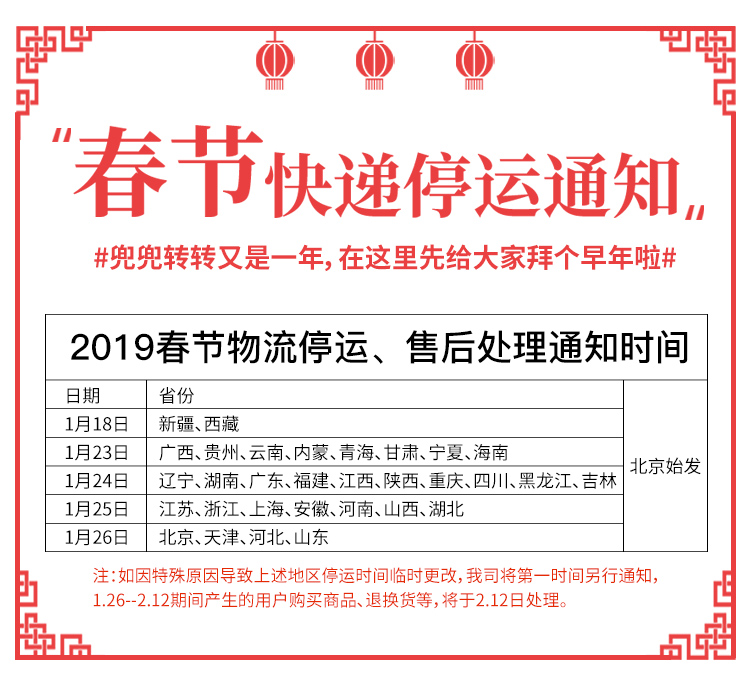 “春节快递停运通知”
#兜兜转转又是一年，在这里先给大家拜个早年啦#
2019春节物流停运、售后处理通知时间
日期 省份
1月18日 新疆、西藏
1月23日 广西、贵州、云南、内蒙、青海、甘肃、宁夏、海南
1月24日 辽宁、湖南、广东、福建、江西、陕西、重庆、四川、黑龙江、吉林
北京始发
1月25日 江苏、浙江、上海、安徽、河南、山西、湖北
1月26日 北京、天津、河北、山东
注：如因特殊原因导致上述地区停运时间临时更改，我司将第一时间另行通知，
1.26--2.12期间产生的用户购买商品、退换货等，将于2.12日处理。